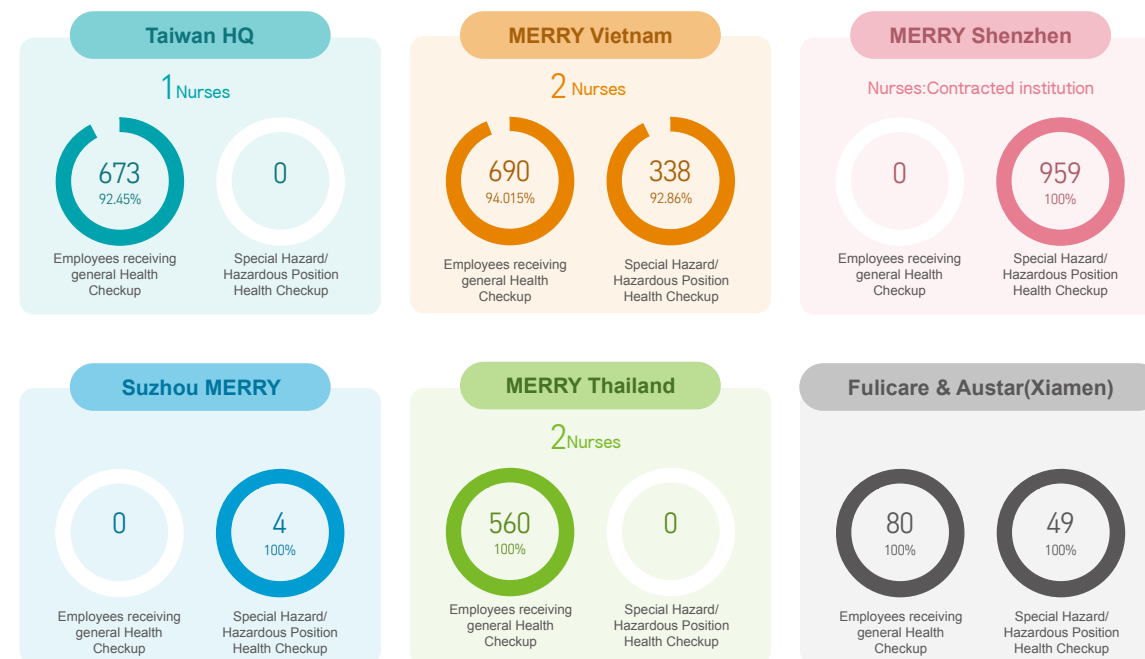 Taiwan HQ
1 Nurses
673
92.45%
Employees receiving
general Health
Checkup
0
Special Hazard/
Hazardous Position
Health Checkup
MERRY Vietnam
2 Nurses
690
94.015%
Employees receiving
general Health
Checkup
338
92.86%
Special Hazard/
Hazardous Position
Health Checkup
MERRY Shenzhen
Nurses:Contracted institution
0
Employees receiving
general Health
Checkup
959
100%
Special Hazard/
Hazardous Position
Health Checkup
Suzhou MERRY
0
Employees receiving
general Health
Checkup
4
100%
Special Hazard/
Hazardous Position
Health Checkup
MERRY Thailand
2Nurses
560
100%
Employees receiving
general Health
Checkup
0
Special Hazard/
Hazardous Position
Health Checkup
Fulicare & Austar(Xiamen)
80
100%
Employees receiving
general Health
Checkup
49
100%
Special Hazard/
Hazardous Position
Health Checkup